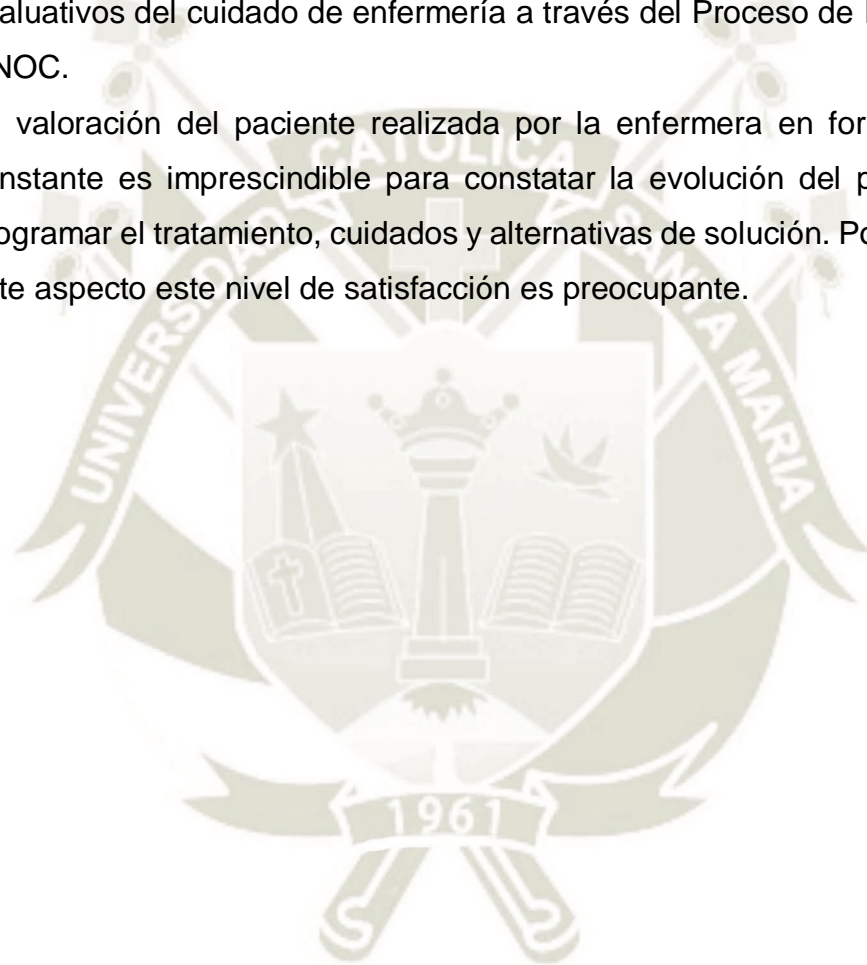 aluativos del cuidado de enfermería a través del Proceso de
NOC.
valoración del paciente realizada por la enfermera en for
nstante es imprescindible para constatar la evolución del p
ogramar el tratamiento, cuidados y alternativas de solución. Po
te aspecto este nivel de satisfacción es preocupante.
UNIVERSIDAD CATOLICA SANTA MARIA
1961